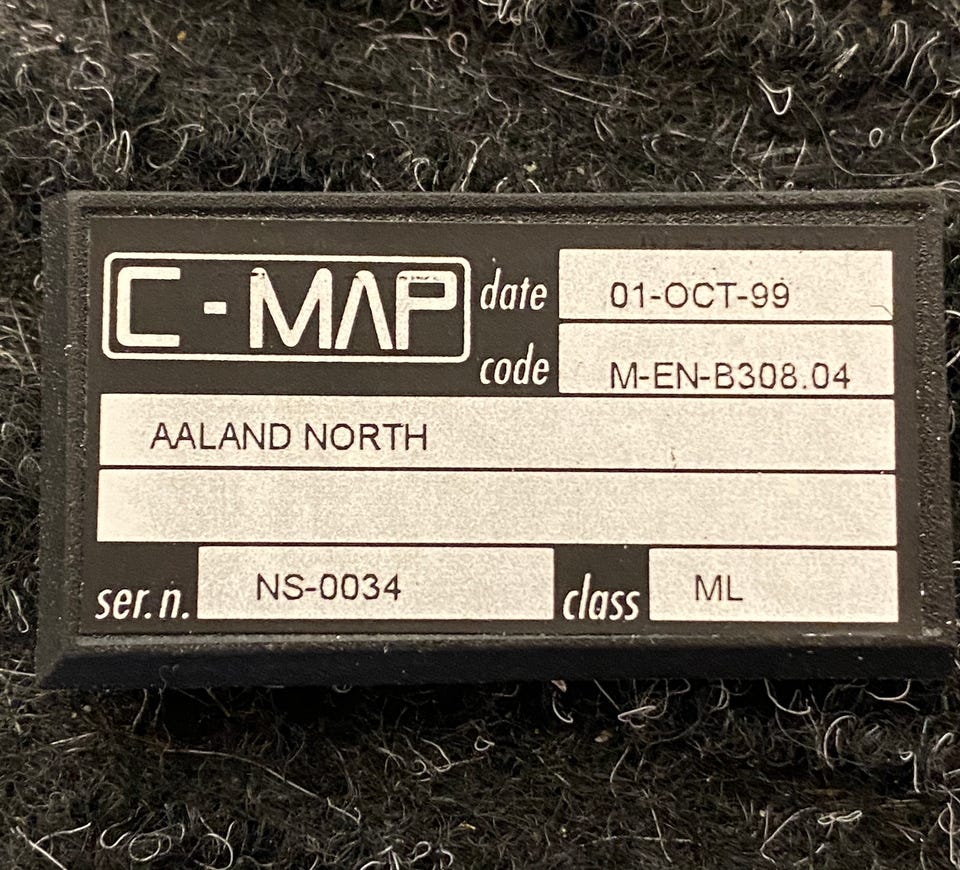 C-MAP
date 01-OCT-99
code M-EN-B308.04
AALAND NORTH
ser. n. NS-0034 class ML